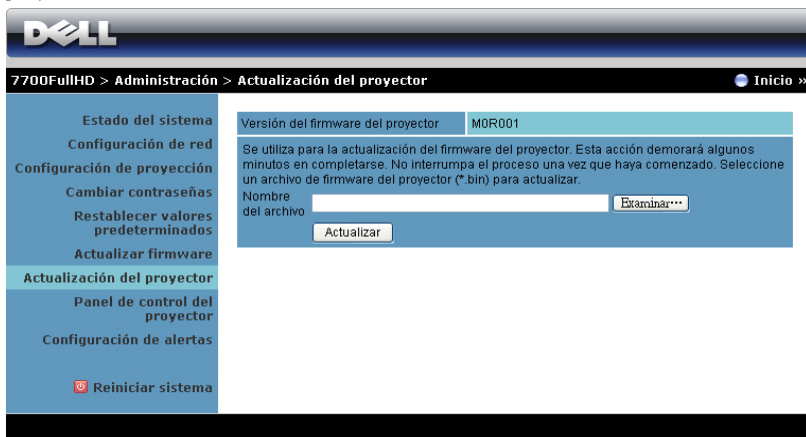 DELL
7700FullHD > Administración > Actualización del proyector
Inicio »
Estado del sistema
Configuración de red
Configuración de proyección
Cambiar contraseñas
Restablecer valores
predeterminados
Actualizar firmware
Actualización del proyector
Panel de control del
proyector
Configuración de alertas
Reiniciar sistema
Versión del firmware del proyector M0R001
Se utiliza para la actualización del firmware del proyector. Esta acción demorará algunos
minutos en completarse. No interrumpa el proceso una vez que haya comenzado. Seleccione
un archivo de firmware del proyector (*.bin) para actualizar.
Nombre
del archivo
Examinar...
Actualizar